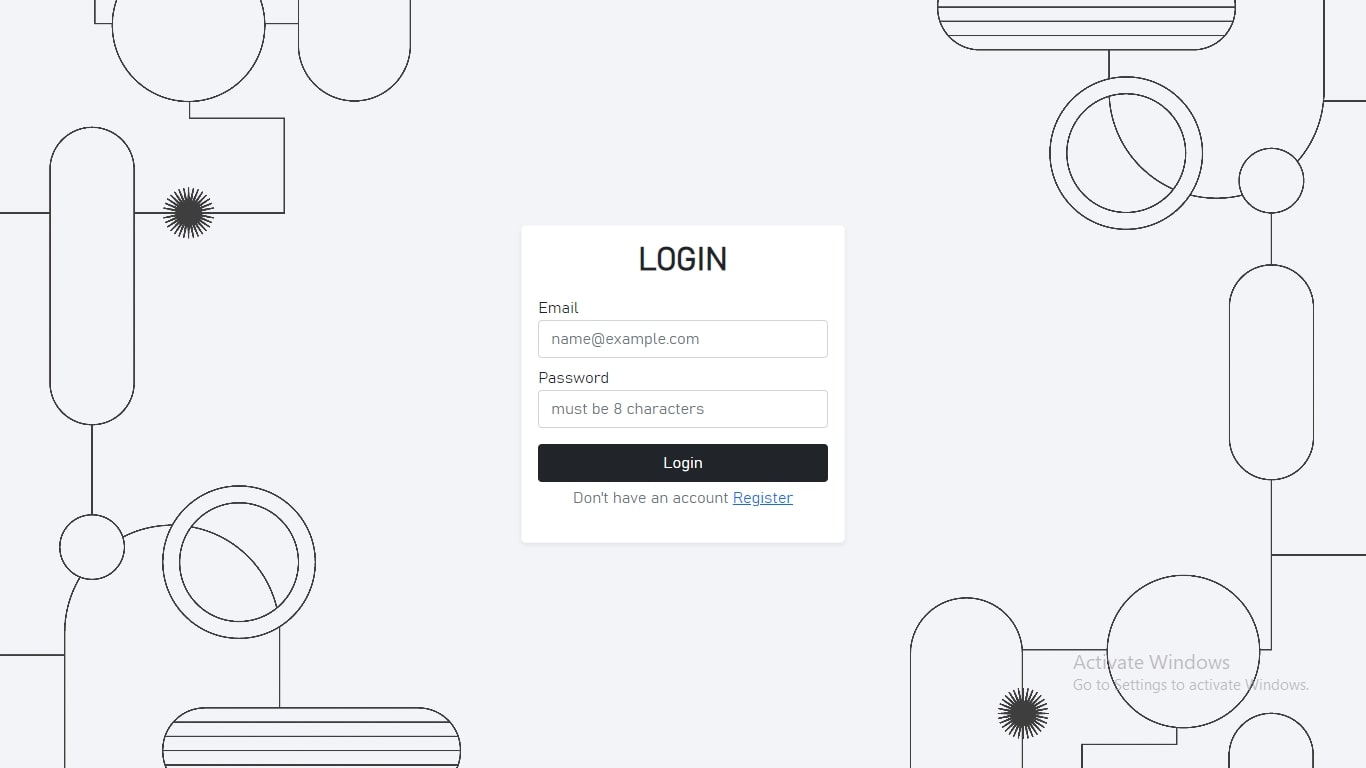 LOGIN
Email
name@example.com
Password
must be 8 characters
Login
Don't have an account Register
Activate Windows
Go to Settings to activate Windows.